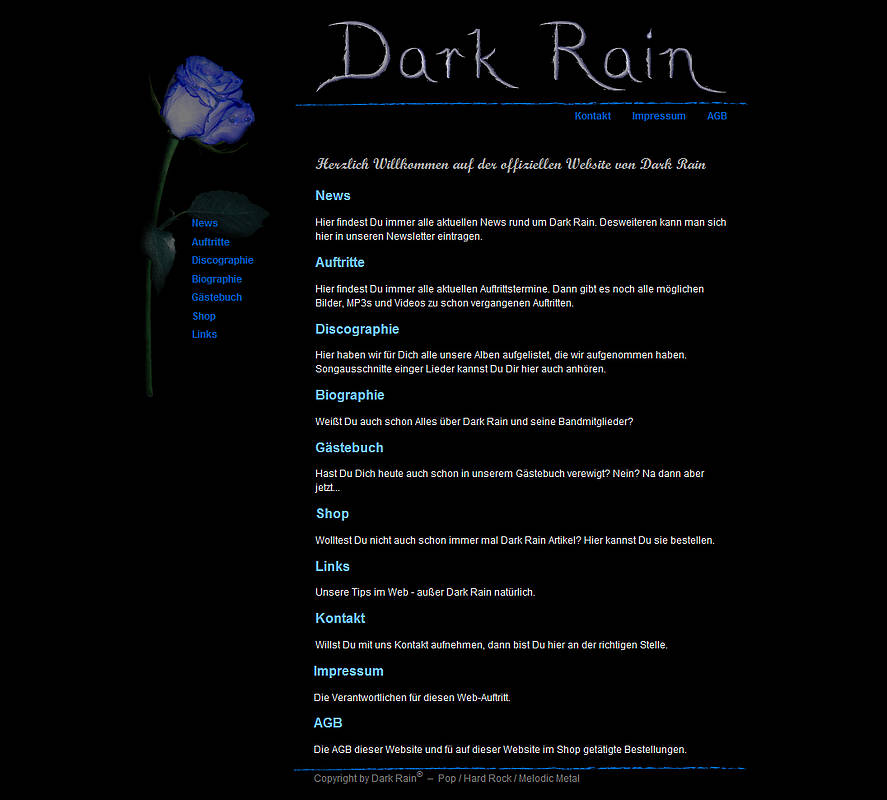 Dark Rain
Kontakt Impressum AGB
Herzlich Willkommen auf der offiziellen Website von Dark Rain
News
Auftritte
Discographie
Biographie
Gästebuch
Shop
Links
News
Hier findest Du immer alle aktuellen News rund um Dark Rain. Desweiteren kann man sich
hier in unseren Newsletter eintragen.
Auftritte
Hier findest Du immer alle aktuellen Auftrittstermine. Dann gibt es noch alle möglichen
Bilder, MP3s und Videos zu schon vergangenen Auftritten.
Discographie
Hier haben wir für Dich alle unsere Alben aufgelistet, die wir aufgenommen haben.
Songausschnitte einger Lieder kannst Du Dir hier auch anhören.
Biographie
Weißt Du auch schon Alles über Dark Rain und seine Bandmitglieder?
Gästebuch
Hast Du Dich heute auch schon in unserem Gästebuch verewigt? Nein? Na dann aber
jetzt...
Shop
Wolltest Du nicht auch schon immer mal Dark Rain Artikel? Hier kannst Du sie bestellen.
Links
Unsere Tips im Web - außer Dark Rain natürlich.
Kontakt
Willst Du mit uns Kontakt aufnehmen, dann bist Du hier an der richtigen Stelle.
Impressum
Die Verantwortlichen für diesen Web-Auftritt.
AGB
Die AGB dieser Website und fü auf dieser Website im Shop getätigte Bestellungen.
Copyright by Dark Rain® – Pop / Hard Rock / Melodic Metal